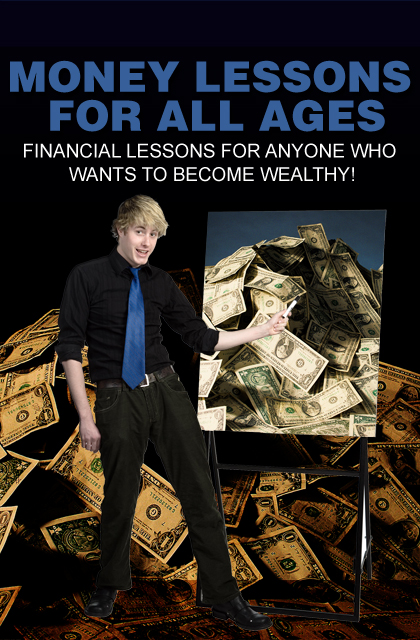 MONEY LESSONS
FOR ALL AGES
FINANCIAL LESSONS FOR ANYONE WHO
WANTS TO BECOME WEALTHY!